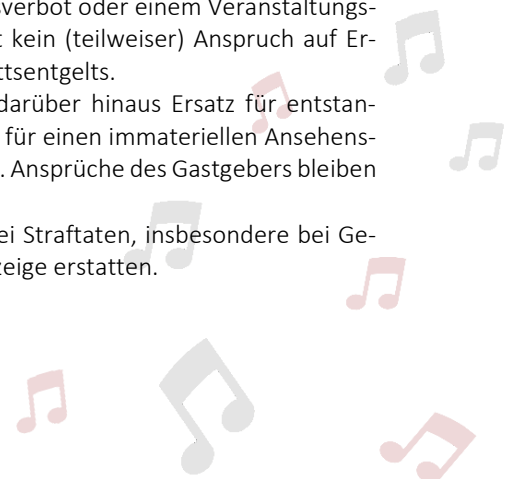 sverbot oder einem Veranstaltungs-
t kein (teilweiser) Anspruch auf Er-
ttsentgelts.
darüber hinaus Ersatz für entstan-
für einen immateriellen Ansehens-
. Ansprüche des Gastgebers bleiben
ei Straftaten, insbesondere bei Ge-
zeige erstatten.